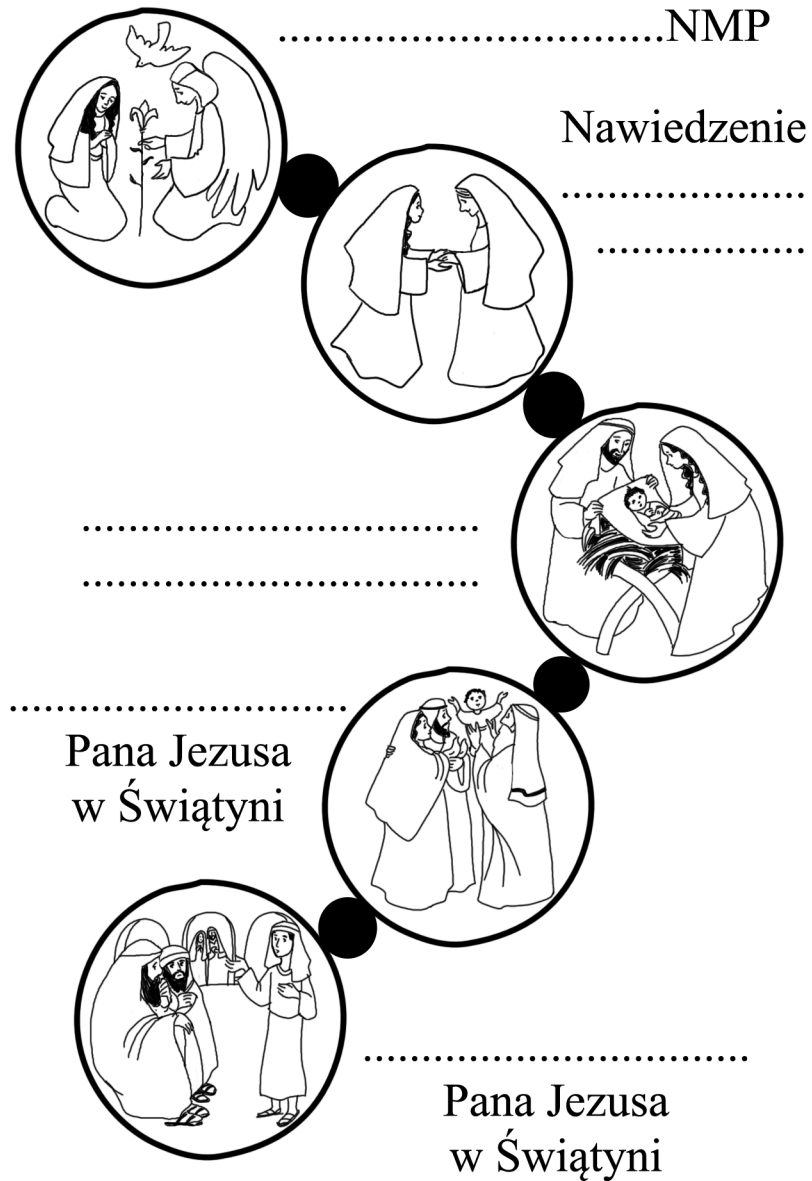 .................................NMP
Nawiedzenie
.....................
..................
..................................
..................................
.............................
Pana Jezusa
w Świątyni
.................................
Pana Jezusa
w Świątyni